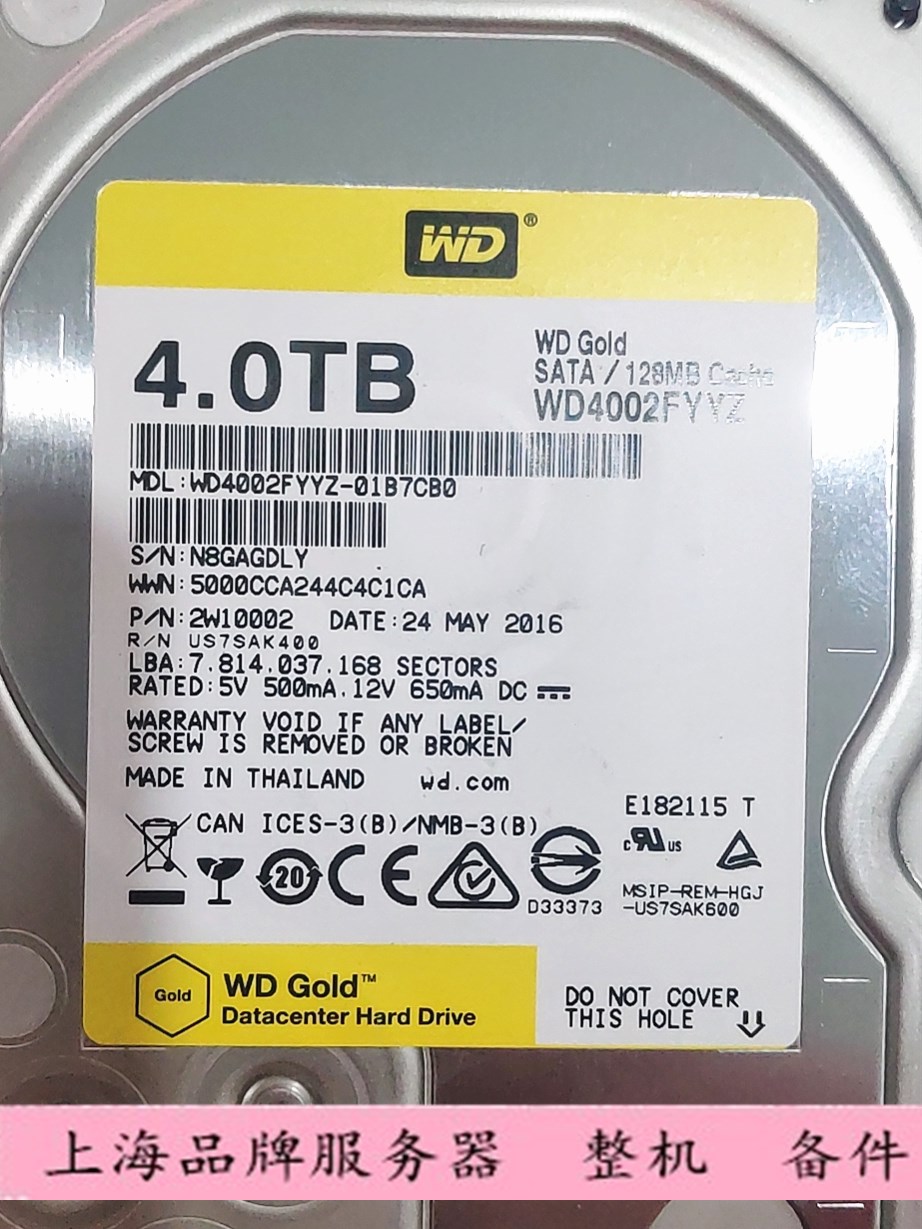 WD®
4.0TB
WD Gold
SATA / 128MB Cache
WD4002FYYZ
MDL:WD4002FYYZ-01B7CB0
S/N:N8GAGDLY
WWN:5000CCA244C4C1CA
P/N:2W10002 DATE:24 MAY 2016
R/N US7SAK400
LBA:7.814.037.168 SECTORS
RATED:5V 500mA.12V 650mA DC
WARRANTY VOID IF ANY LABEL/
SCREW IS REMOVED OR BROKEN
MADE IN THAILAND wd.com
E182115 T
CAN ICES-3(B)/NMB-3(B)
c RU us
20 CE
D33373
MSIP-REM-HGJ
-US7SAK600
Gold
WD Gold™
Datacenter Hard Drive
DO NOT COVER
THIS HOLE
上海品牌服务器 整机 备件